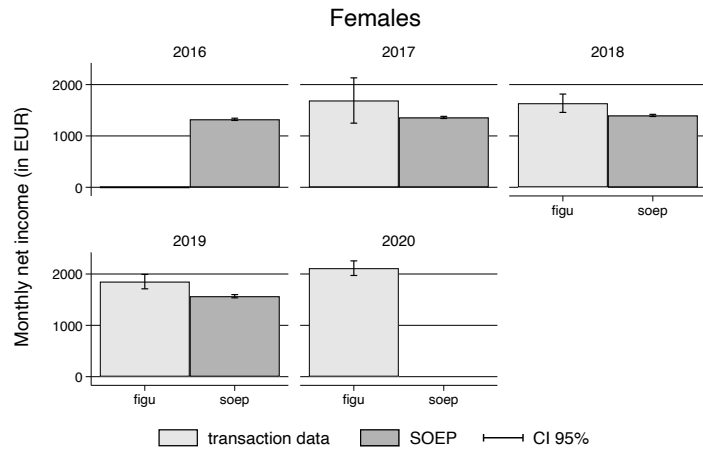 Females
2016 2017 2018
Monthly net income (in EUR)
2000
1000
0
figu soep
2019 2020
2000
1000
0
figu soep figu soep
transaction data SOEP CI 95%